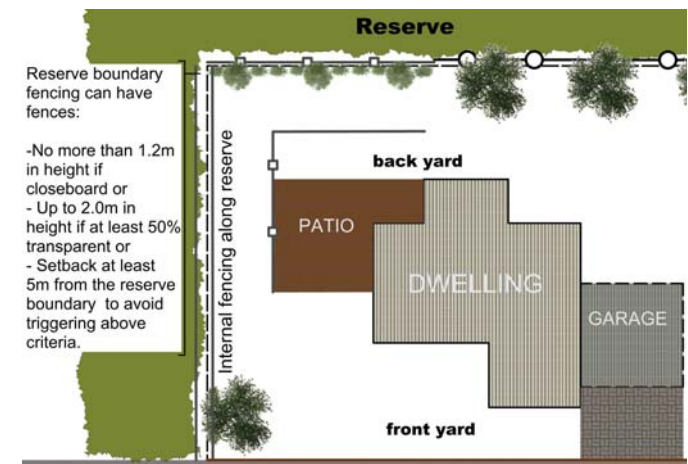 Reserve
Reserve boundary
fencing can have
fences:
-No more than 1.2m
in height if
closeboard or
- Up to 2.0m in
height if at least 50%
transparent or
- Setback at least
5m from the reserve
boundary to avoid
triggering above
criteria.
Internal fencing along reserve
back yard
PATIO
DWELLING
GARAGE
front yard